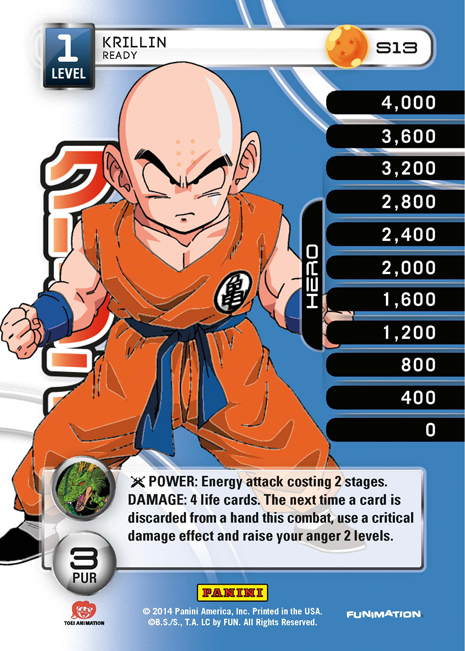 1
LEVEL
KRILLIN
READY
S13
4,000
3,600
3,200
2,800
2,400
2,000
1,600
1,200
800
400
0
HERO
亀
POWER: Energy attack costing 2 stages.
DAMAGE: 4 life cards. The next time a card is
discarded from a hand this combat, use a critical
damage effect and raise your anger 2 levels.
3
PUR
PANINI
TOEI ANIMATION
© 2014 Panini America, Inc. Printed in the USA.
©B.S./S., T.A. LC by FUN. All Rights Reserved.
FUNIMATION